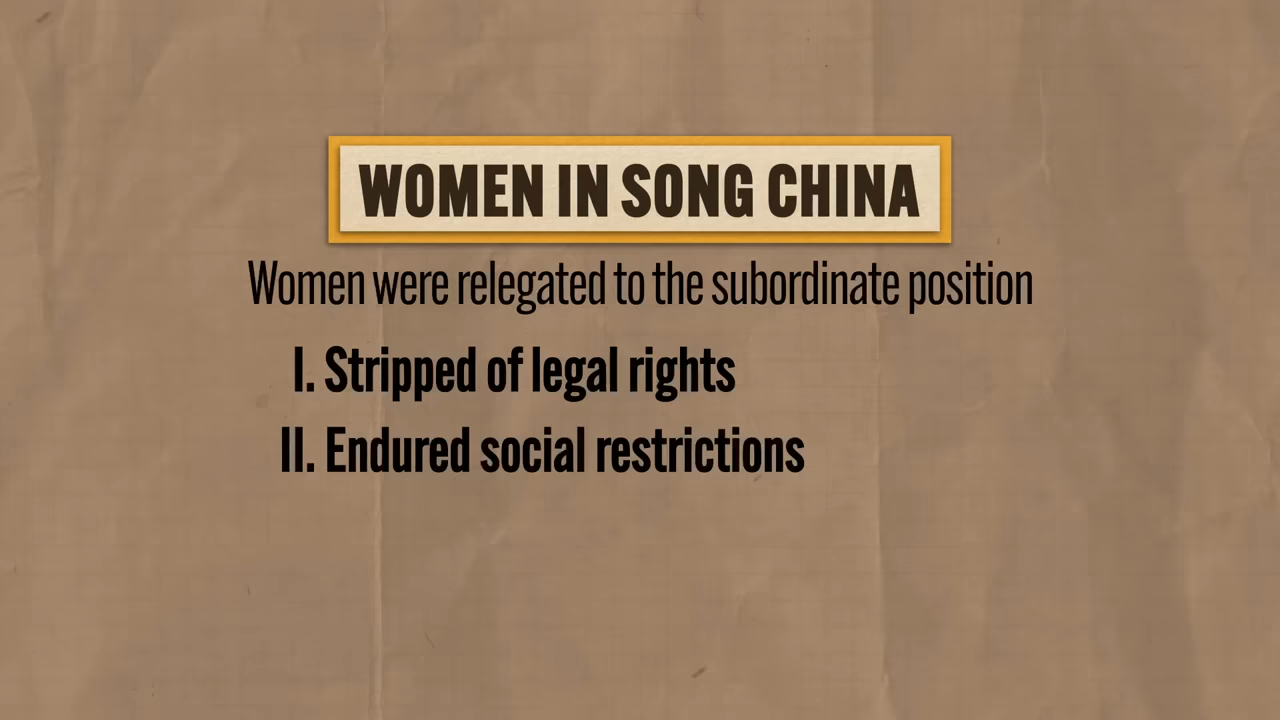 WOMEN IN SONG CHINA
Women were relegated to the subordinate position
I. Stripped of legal rights
II. Endured social restrictions